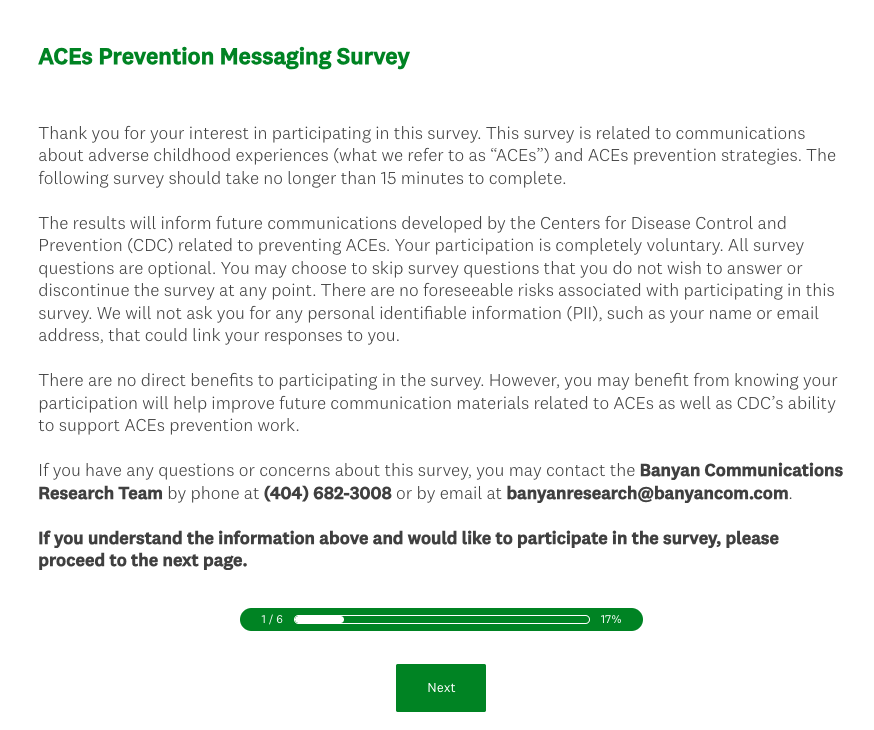 ACEs Prevention Messaging Survey
Thank you for your interest in participating in this survey. This survey is related to communications
about adverse childhood experiences (what we refer to as “ACEs”) and ACEs prevention strategies. The
following survey should take no longer than 15 minutes to complete.
The results will inform future communications developed by the Centers for Disease Control and
Prevention (CDC) related to preventing ACEs. Your participation is completely voluntary. All survey
questions are optional. You may choose to skip survey questions that you do not wish to answer or
discontinue the survey at any point. There are no foreseeable risks associated with participating in this
survey. We will not ask you for any personal identifiable information (PII), such as your name or email
address, that could link your responses to you.
There are no direct benefits to participating in the survey. However, you may benefit from knowing your
participation will help improve future communication materials related to ACEs as well as CDC’s ability
to support ACEs prevention work.
If you have any questions or concerns about this survey, you may contact the Banyan Communications
Research Team by phone at (404) 682-3008 or by email at banyanresearch@banyancom.com.
If you understand the information above and would like to participate in the survey, please
proceed to the next page.
1 / 6 17%
Next